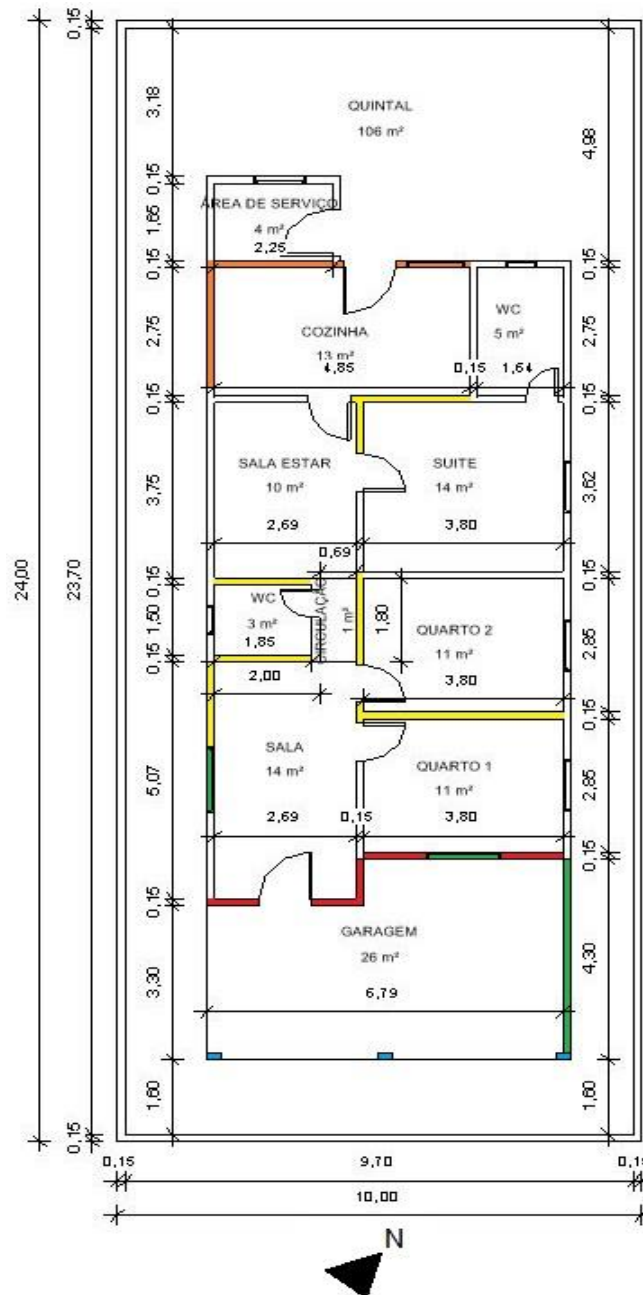 0,15
3,18
QUINTAL
106 m²
4,98
0,15
ÁREA DE SERVIÇO
4 m²
2,25
1,65
0,15
0,15
COZINHA
13 m²
4,85
0,15
WC
5 m²
1,64
2,75
2,75
0,15
0,15
SALA ESTAR
10 m²
2,69
SUITE
14 m²
3,80
3,75
3,62
24,00
23,70
0,69
0,15
0,15
WC
3 m²
1,85
CIRCULAÇÃO
1 m²
1,80
QUARTO 2
11 m²
3,80
1,50
2,85
0,15
2,00
0,15
SALA
14 m²
2,69
0,15
QUARTO 1
11 m²
3,80
5,07
2,85
0,15
0,15
GARAGEM
26 m²
6,79
3,30
4,30
1,60
1,60
0,15
0,15
9,70
0,15
10,00
N